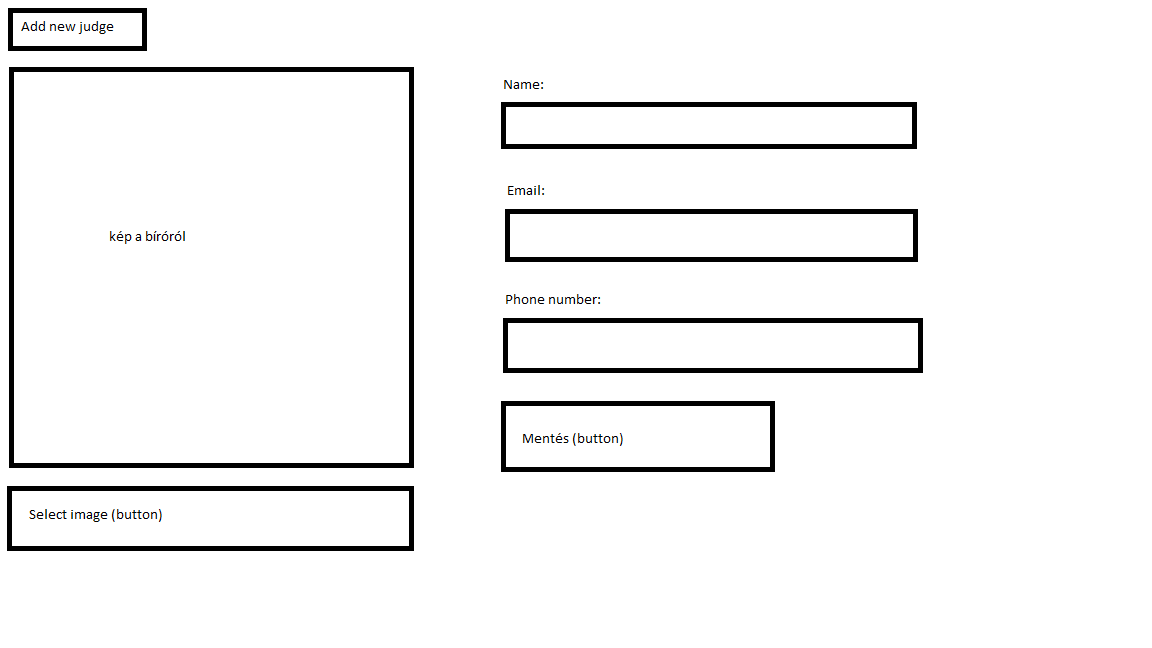 Add new judge
kép a bíróról
Select image (button)
Name:
Email:
Phone number:
Mentés (button)